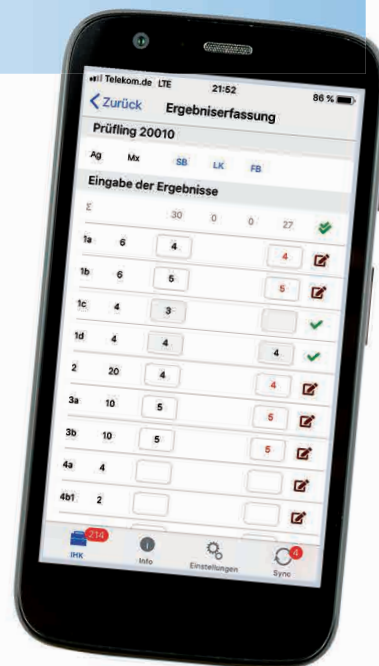 Telekom.de LTE 21:52 86 %
Zurück Ergebniserfassung
Prüfling 20010
Ag Mx SB LK FB
Eingabe der Ergebnisse
Σ 30 0 0 27
1a 6 4 4
1b 6 5 5
1c 4 3
1d 4 4 4
2 20 4 4
3a 10 5 5
3b 10 5 5
4a 4
4b1 2
214 4
IHK Info Einstellungen Sync